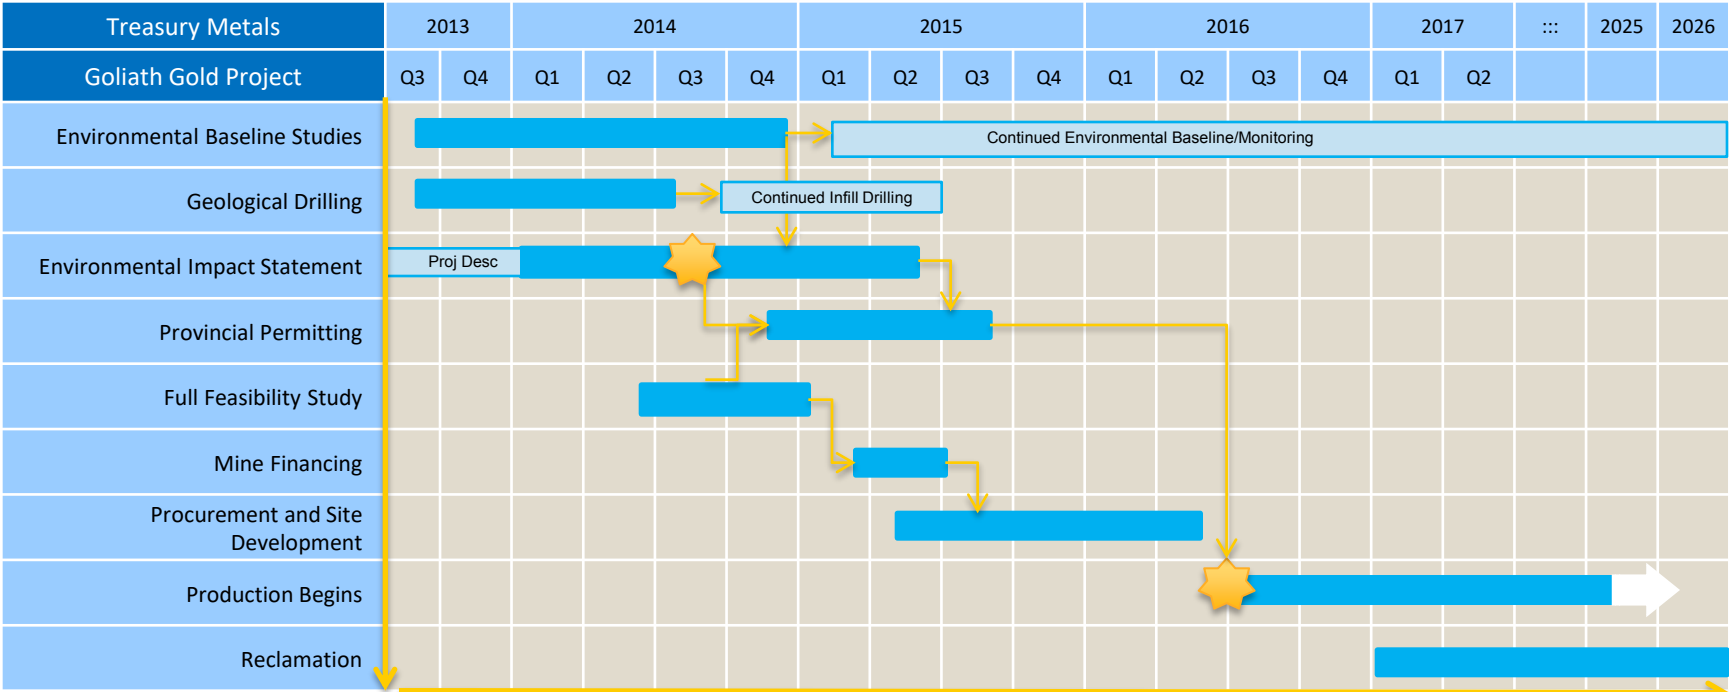 Treasury Metals 2013 2014 2015 2016 2017 ::: 2025 2026
Goliath Gold Project Q3 Q4 Q1 Q2 Q3 Q4 Q1 Q2 Q3 Q4 Q1 Q2 Q3 Q4 Q1 Q2
Environmental Baseline Studies Continued Environmental Baseline/Monitoring
Geological Drilling Continued Infill Drilling
Environmental Impact Statement Proj Desc
Provincial Permitting
Full Feasibility Study
Mine Financing
Procurement and Site
Development
Production Begins
Reclamation